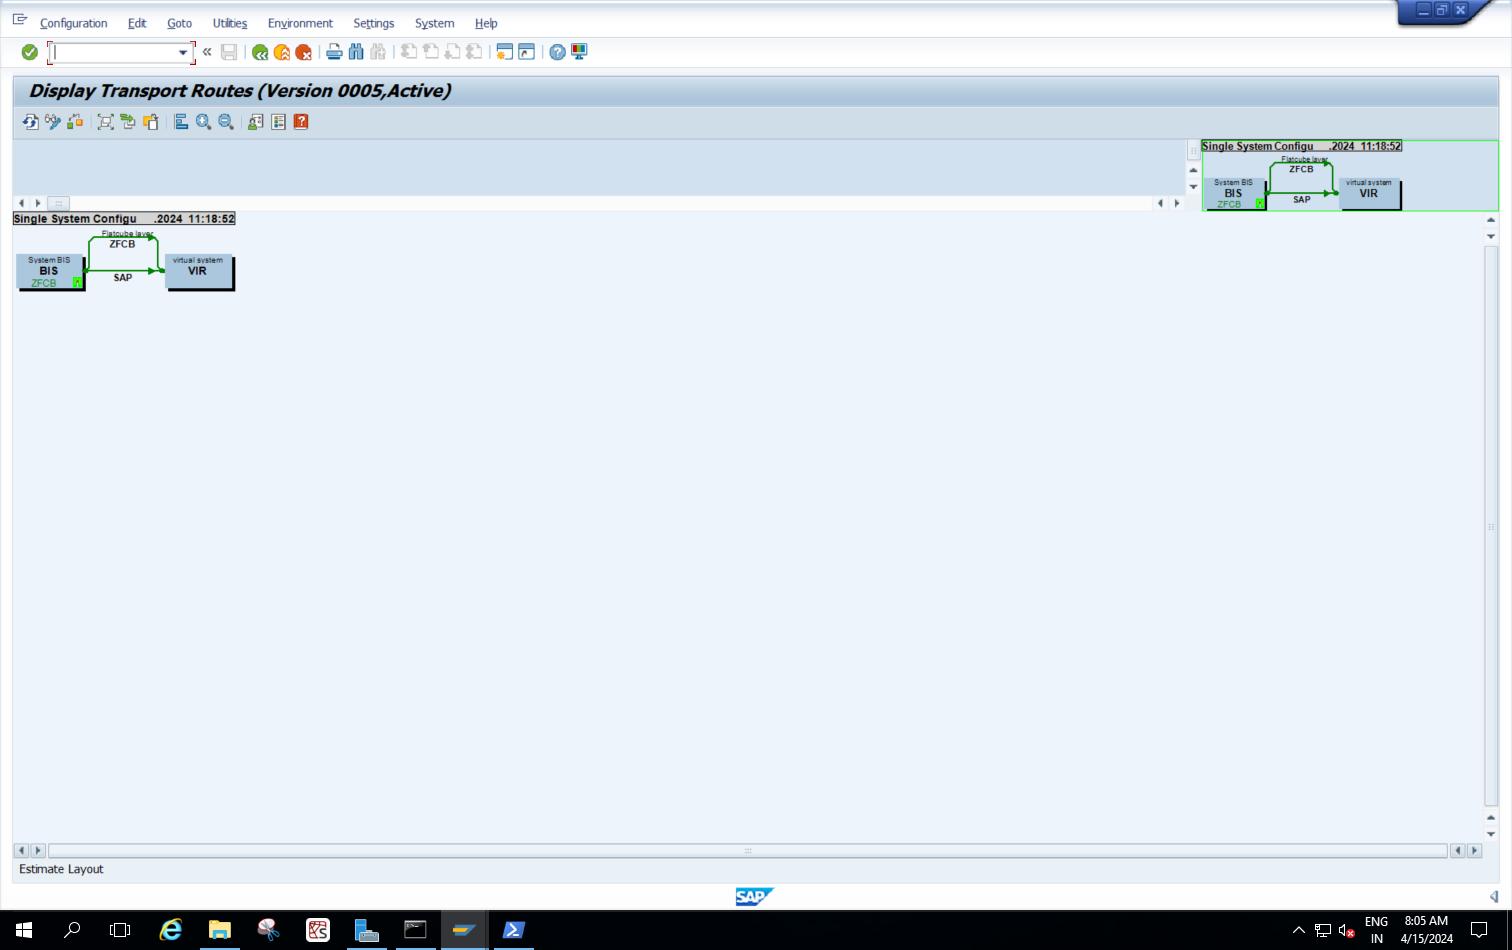 Configuration Edit Goto Utilities Environment Settings System Help
Display Transport Routes (Version 0005,Active)
Single System Configu .2024 11:18:52
Flatcube layer
ZFCB
System BIS
BIS
ZFCB
SAP
virtual system
VIR
Single System Configu .2024 11:18:52
Flatcube layer
ZFCB
System BIS
BIS
ZFCB
SAP
virtual system
VIR
Estimate Layout
SAP
ENG
IN
8:05 AM
4/15/2024